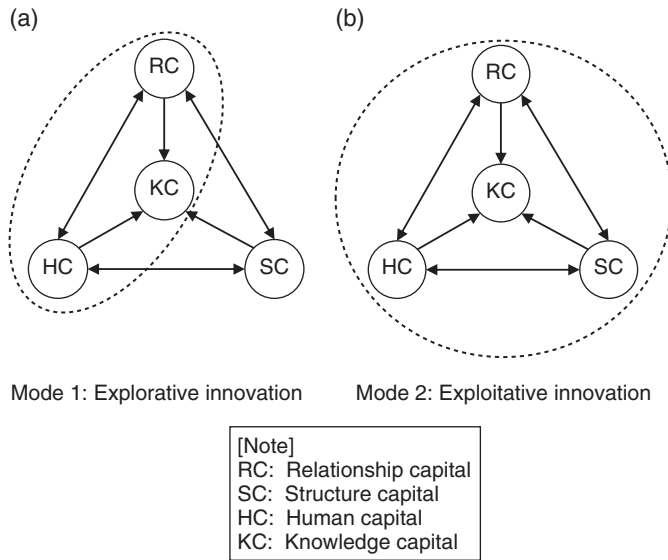 (a)
RC
KC
HC
SC
Mode 1: Explorative innovation
(b)
RC
KC
HC
SC
Mode 2: Exploitative innovation
[Note]
RC: Relationship capital
SC: Structure capital
HC: Human capital
KC: Knowledge capital